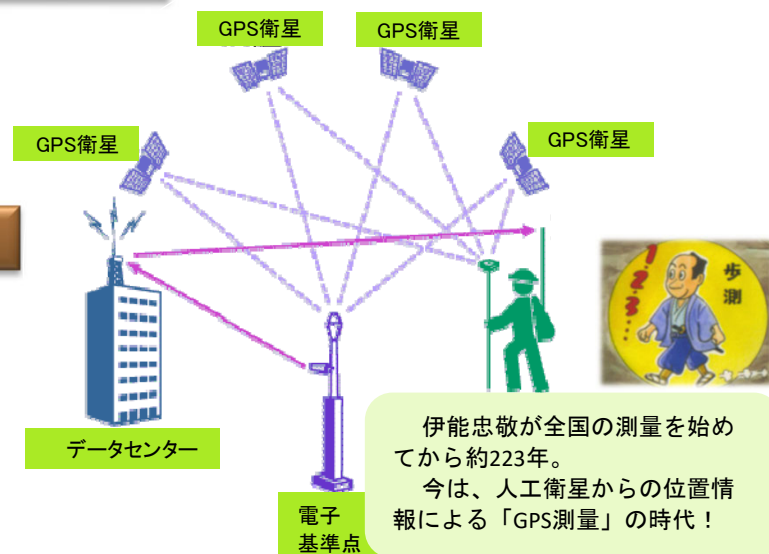 GPS衛星
GPS衛星
GPS衛星
GPS衛星
1・2・3・・・
歩測
データセンター
電子
基準点
伊能忠敬が全国の測量を始め
てから約223年。
今は、人工衛星からの位置情
報による「GPS測量」の時代！